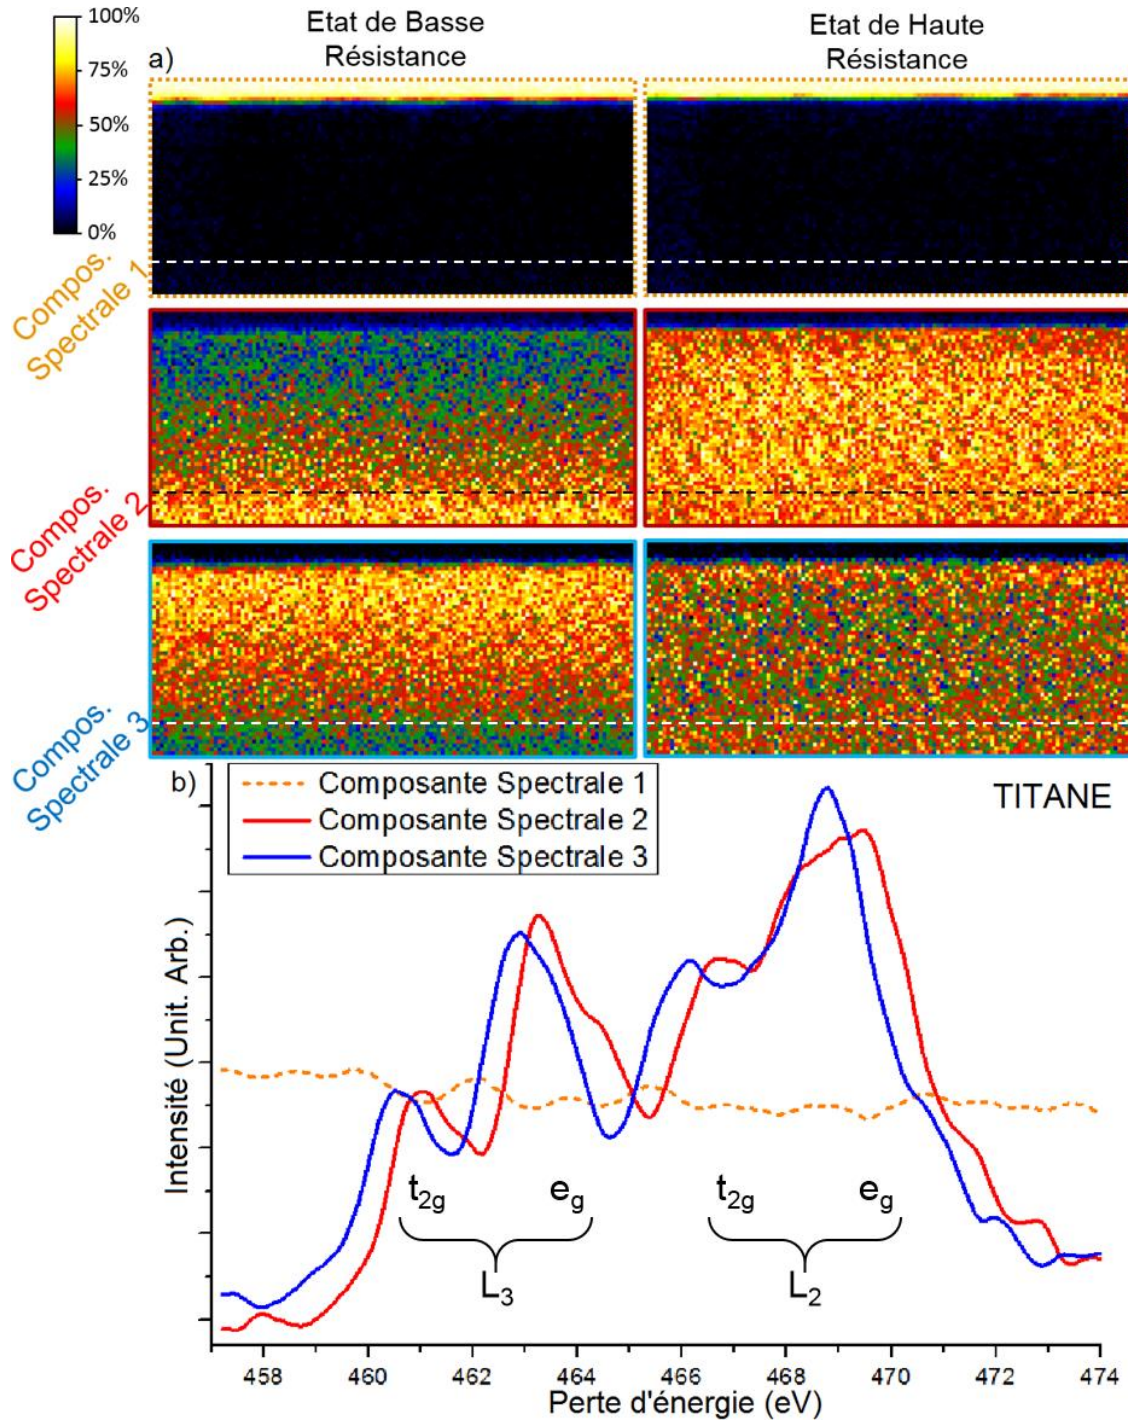 100%
75%
50%
25%
0%
a)
Etat de Basse
Résistance
Etat de Haute
Résistance
Compos.
Spectrale 1
Compos.
Spectrale 2
Compos.
Spectrale 3
b)
Composante Spectrale 1
Composante Spectrale 2
Composante Spectrale 3
TITANE
Intensité (Unit. Arb.)
t2g
eg
t2g
eg
L3
L2
458
460
462
464
466
468
470
472
474
Perte d'énergie (eV)